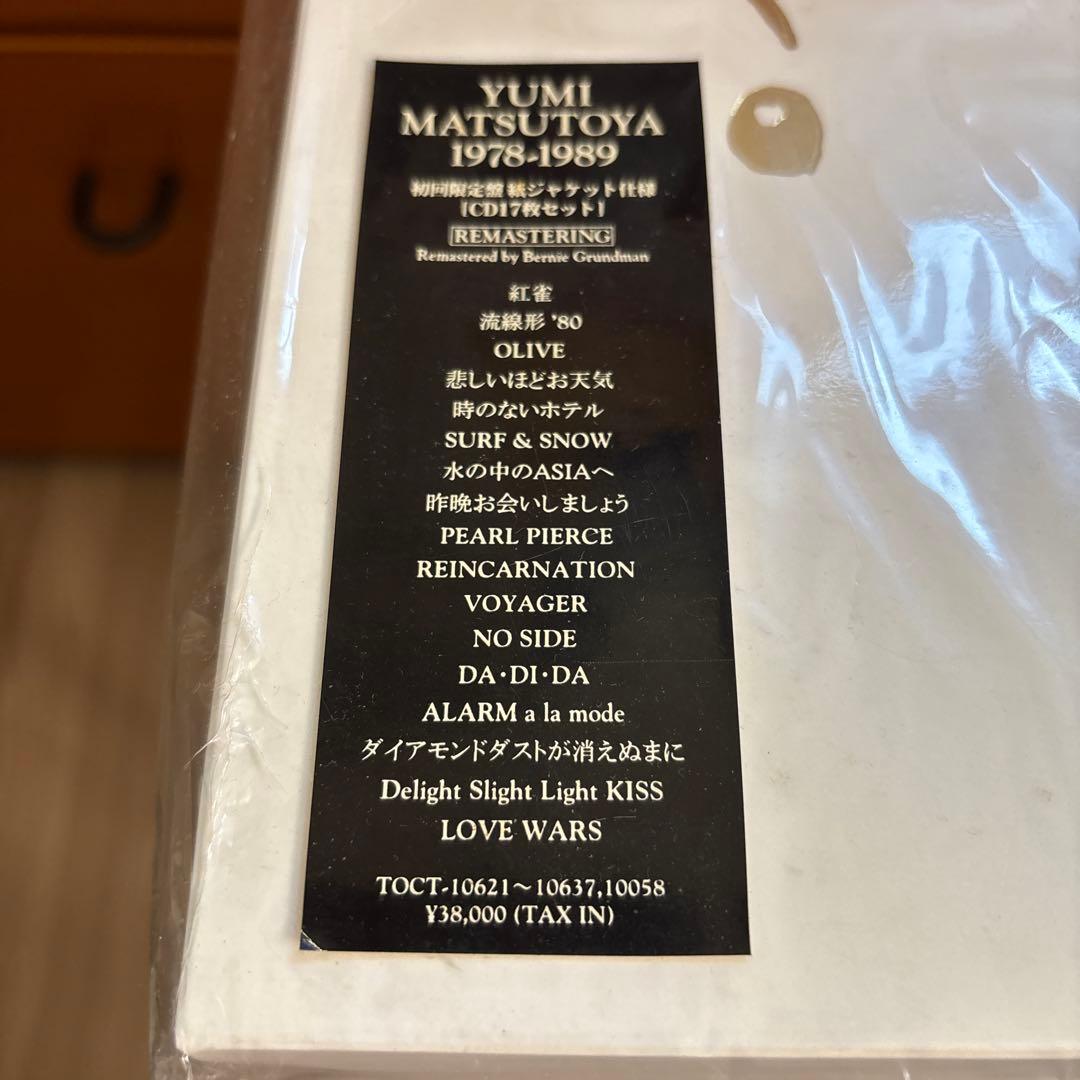 YUMI
MATSUTOYA
1978-1989
初回限定盤 紙ジャケット仕様
[CD17枚セット]
REMASTERING
Remastered by Bernie Grundman
紅雀
流線形 '80
OLIVE
悲しいほどお天気
時のないホテル
SURF & SNOW
水の中のASIAへ
昨晩お会いしましょう
PEARL PIERCE
REINCARNATION
VOYAGER
NO SIDE
DA・DI・DA
ALARM a la mode
ダイアモンドダストが消えぬまに
Delight Slight Light KISS
LOVE WARS
TOCT-10621〜10637,10058
¥38,000 (TAX IN)